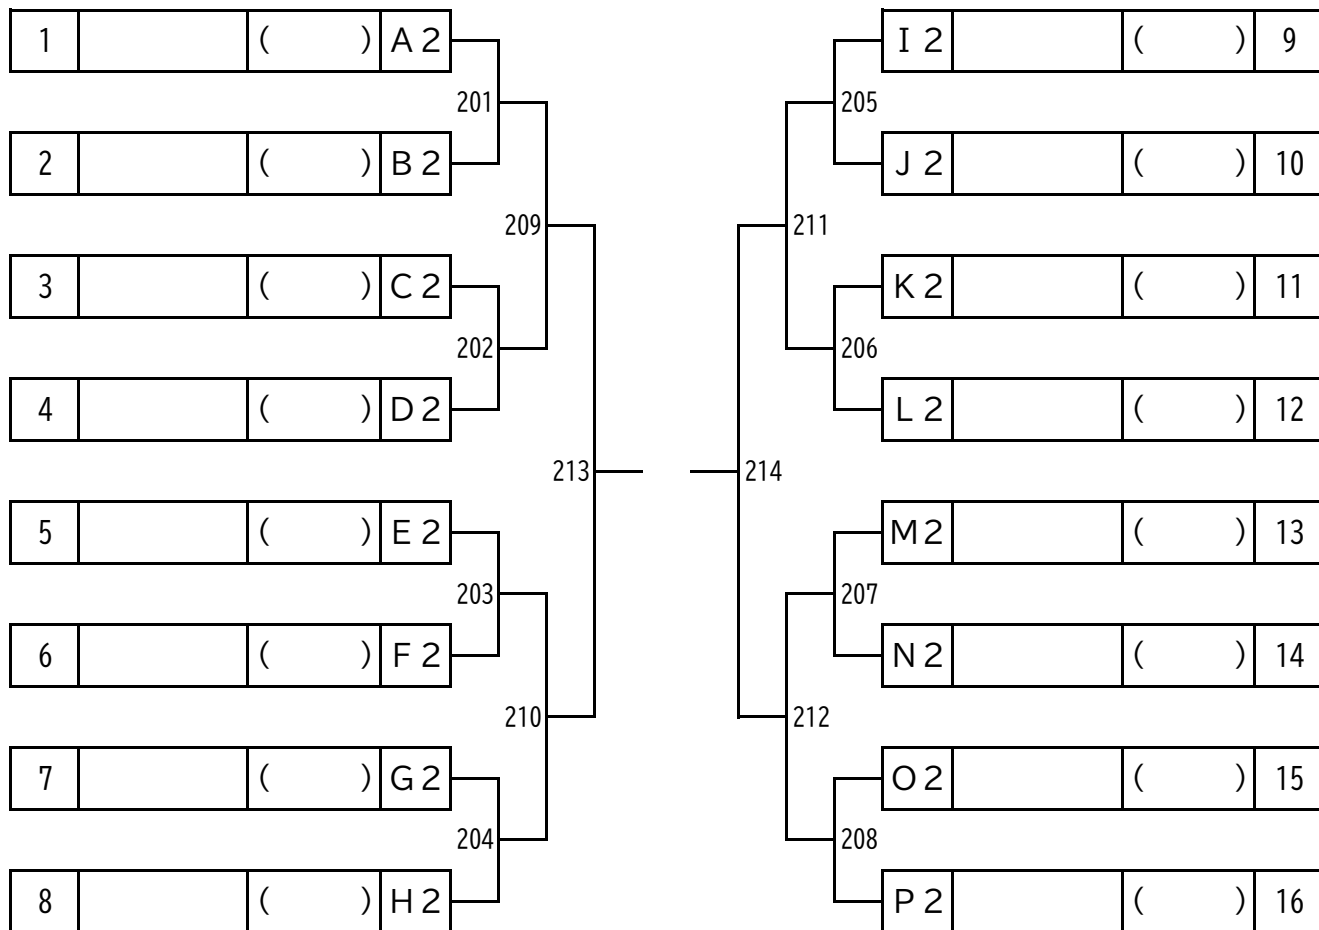 1 ( ) A2 I2 ( ) 9
201 205
2 ( ) B2 J2 ( ) 10
209 211
3 ( ) C2 K2 ( ) 11
202 206
4 ( ) D2 L2 ( ) 12
213 214
5 ( ) E2 M2 ( ) 13
203 207
6 ( ) F2 N2 ( ) 14
210 212
7 ( ) G2 O2 ( ) 15
204 208
8 ( ) H2 P2 ( ) 16